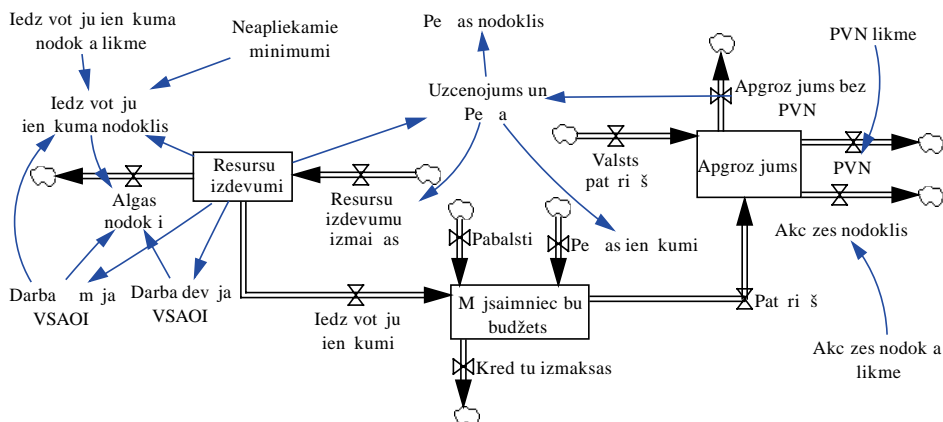 Iedz vot ju ien kuma
nodok a likme
Neapliekamie
minimumi
Pe as nodoklis
PVN likme
Iedz vot ju
ien kuma nodoklis
Uzcenojums un
Pe a
Apgroz jums bez
PVN
Resursu
izdevumi
Valsts
pat ri š
Apgroz jums
PVN
Algas
nodok i
Resursu
izdevumu
izmai as
Akc zes nodoklis
Pabalsti
Pe as ien kumi
Darba m ja
VSAOI
Darba dev ja
VSAOI
Iedz vot ju
ien kumi
M jsaimniec bu
budžets
Pat ri š
Kred tu izmaksas
Akc zes nodok a
likme